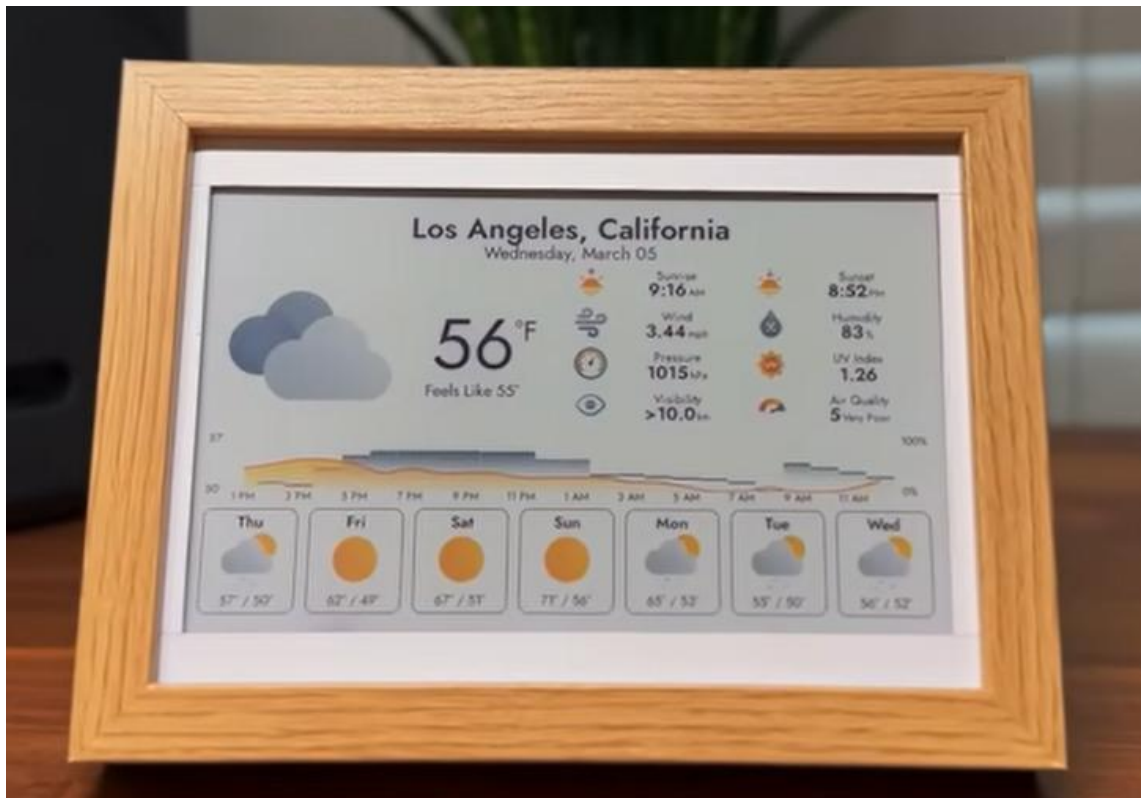 Los Angeles, California
Wednesday, March 05
56°F
Feels Like 55°
Sunrise
9:16 AM
Sunset
8:52 PM
Wind
3.44 mph
Humidity
83%
Pressure
1015 hPa
UV Index
1.26
Visibility
>10.0 km
Air Quality
5 Very Poor
57° 100%
50 0%
1 PM 3 PM 5 PM 7 PM 9 PM 11 PM 1 AM 3 AM 5 AM 7 AM 9 AM 11 AM
Thu Fri Sat Sun Mon Tue Wed
57° / 50° 62° / 49° 67° / 51° 71° / 56° 65° / 53° 55° / 50° 56° / 52°